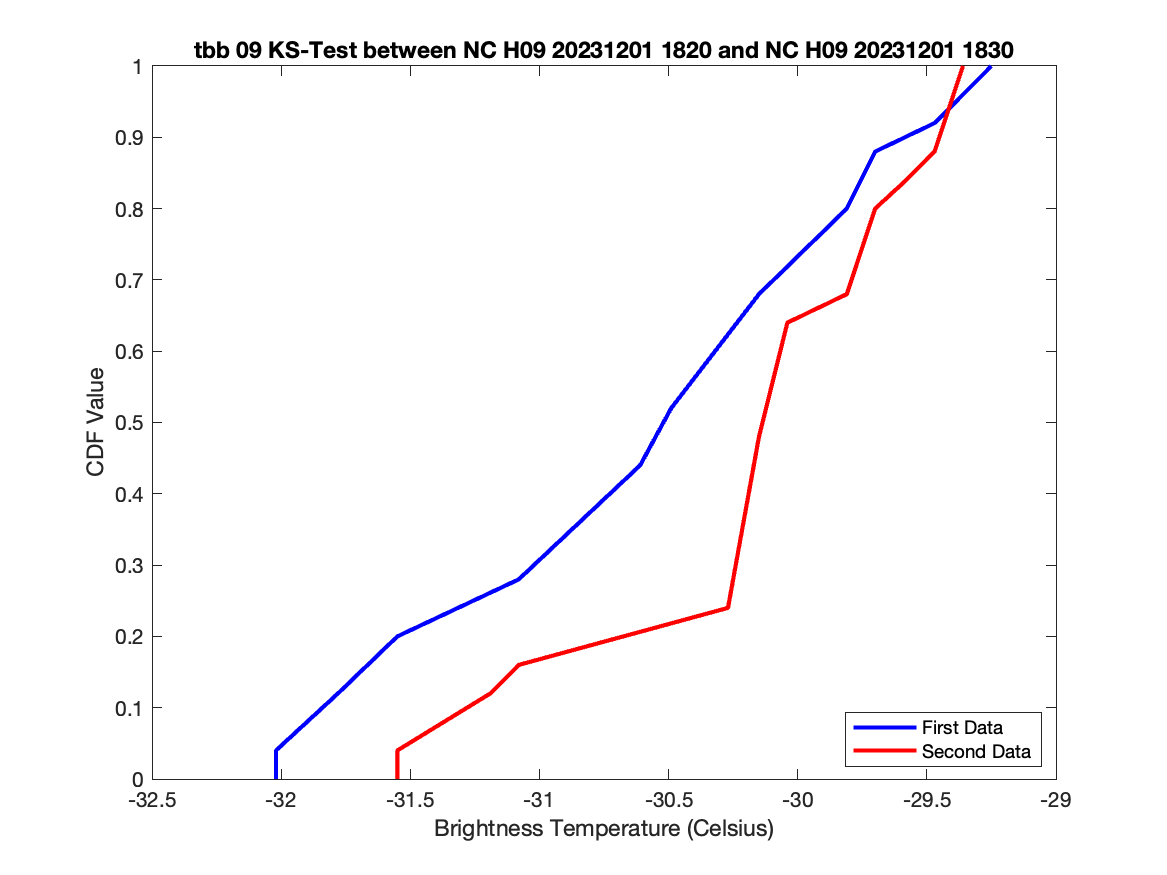 tbb 09 KS-Test between NC H09 20231201 1820 and NC H09 20231201 1830
1
0.9
0.8
0.7
0.6
0.5
0.4
0.3
0.2
0.1
0
CDF Value
First Data
Second Data
-32.5 -32 -31.5 -31 -30.5 -30 -29.5 -29
Brightness Temperature (Celsius)